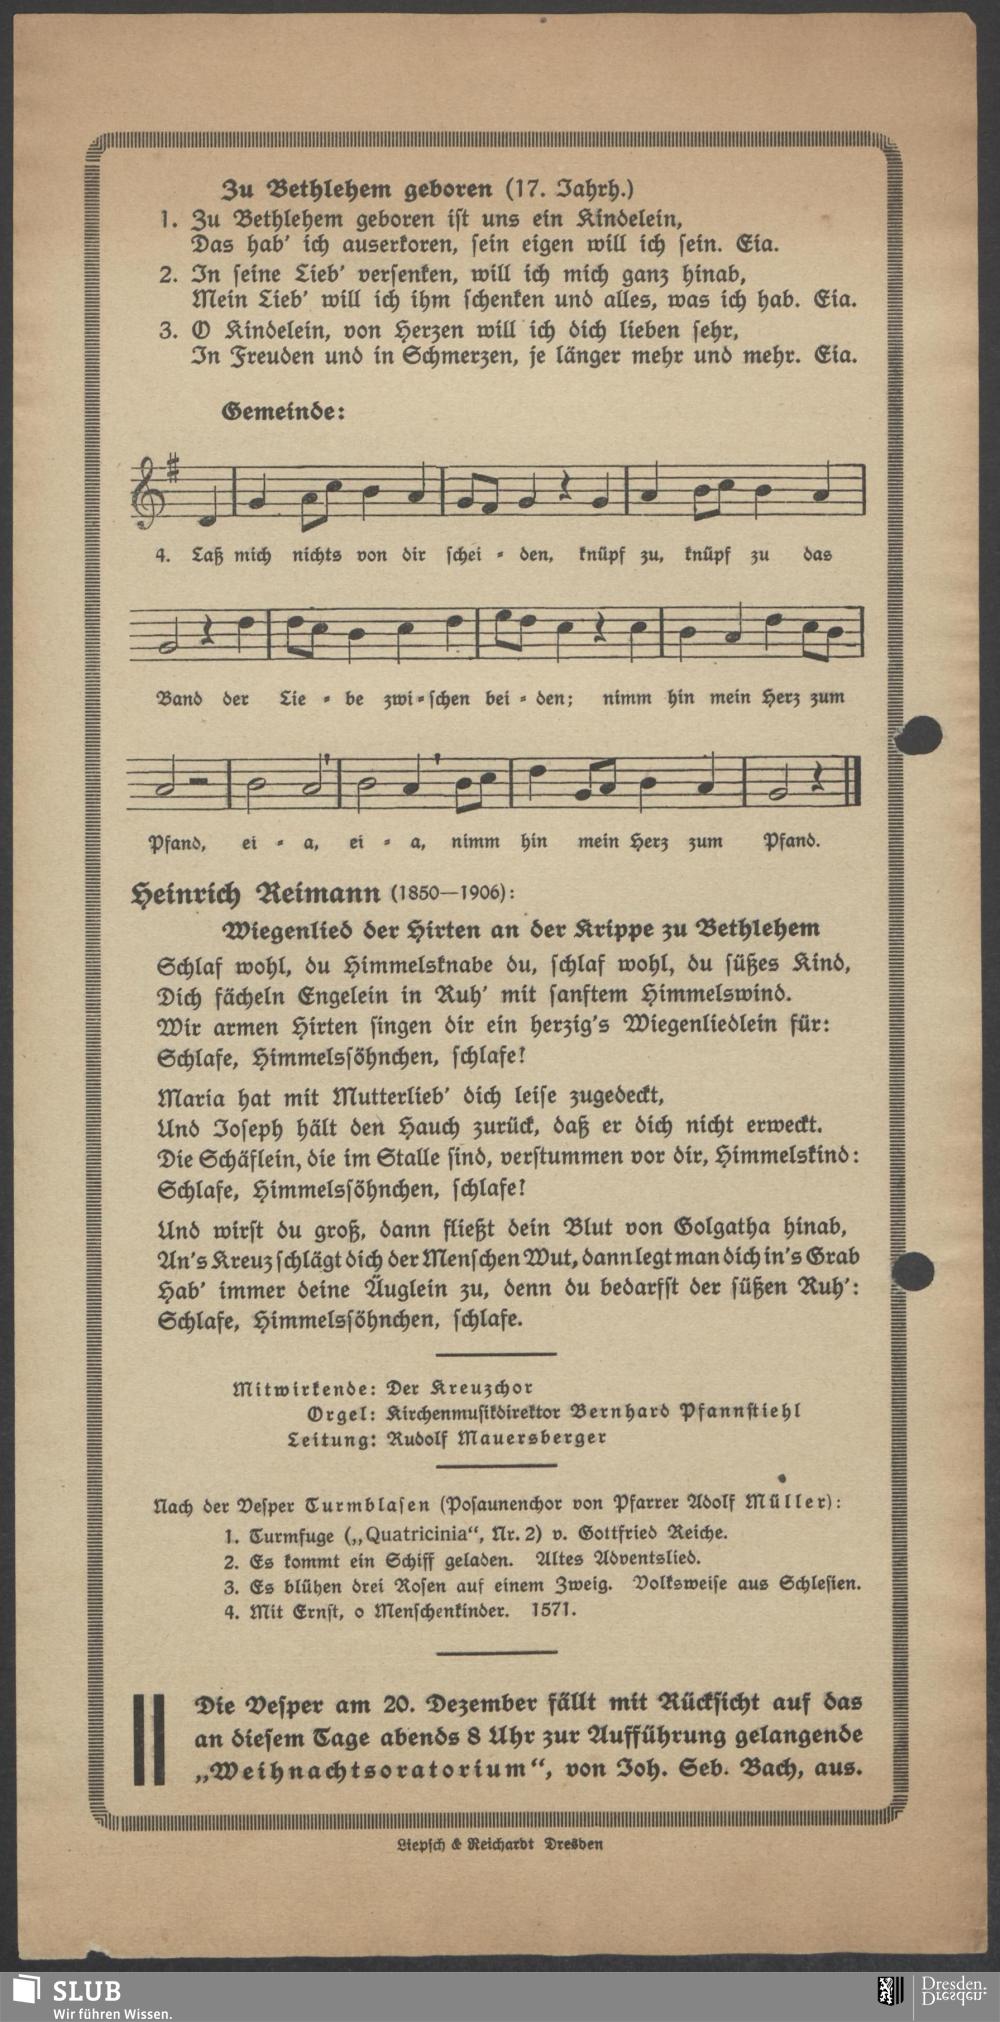 Zu Bethlehem geboren (17. Jahrh.)
1. Zu Bethlehem geboren ist uns ein Kindelein,
Das hab' ich auserkoren, sein eigen will ich sein. Eia.
2. In seine Lieb' versenken, will ich mich ganz hinab,
Mein Lieb' will ich ihm schenken und alles, was ich hab. Eia.
3. O Kindelein, von Herzen will ich dich lieben sehr,
In Freuden und in Schmerzen, je länger mehr und mehr. Eia.
Gemeinde:
4. Laß mich nichts von dir schei - den, knüpf zu, knüpf zu das
Band der Lie - be zwi - schen bei - den; nimm hin mein Herz zum
Pfand, ei - a, ei - a, nimm hin mein Herz zum Pfand.
Heinrich Reimann (1850—1906):
Wiegenlied der Hirten an der Krippe zu Bethlehem
Schlaf wohl, du Himmelsknabe du, schlaf wohl, du süßes Kind,
Dich fächeln Engelein in Ruh' mit sanftem Himmelswind.
Wir armen Hirten singen dir ein herzig's Wiegenliedlein für:
Schlafe, Himmelssöhnchen, schlafe!
Maria hat mit Mutterlieb' dich leise zugedeckt,
Und Joseph hält den Hauch zurück, daß er dich nicht erweckt.
Die Schäflein, die im Stalle sind, verstummen vor dir, Himmelskind:
Schlafe, Himmelssöhnchen, schlafe!
Und wirst du groß, dann fließt dein Blut von Golgatha hinab,
An's Kreuz schlägt dich der Menschen Wut, dann legt man dich in's Grab
Hab' immer deine Äuglein zu, denn du bedarfst der süßen Ruh':
Schlafe, Himmelssöhnchen, schlafe.
Mitwirkende: Der Kreuzchor
Orgel: Kirchenmusikdirektor Bernhard Pfannstiehl
Leitung: Rudolf Mauersberger
Nach der Vesper Turmblasen (Posaunenchor von Pfarrer Adolf Müller):
1. Turmfuge („Quatricinia“, Nr. 2) v. Gottfried Reiche.
2. Es kommt ein Schiff geladen. Altes Adventslied.
3. Es blühen drei Rosen auf einem Zweig. Volksweise aus Schlesien.
4. Mit Ernst, o Menschenkinder. 1571.
Die Vesper am 20. Dezember fällt mit Rücksicht auf das
an diesem Tage abends 8 Uhr zur Aufführung gelangende
„Weihnachtsoratorium“, von Joh. Seb. Bach, aus.
Liepsch & Reichardt Dresden
SLUB
Wir führen Wissen.
Dresden.
Dresden.